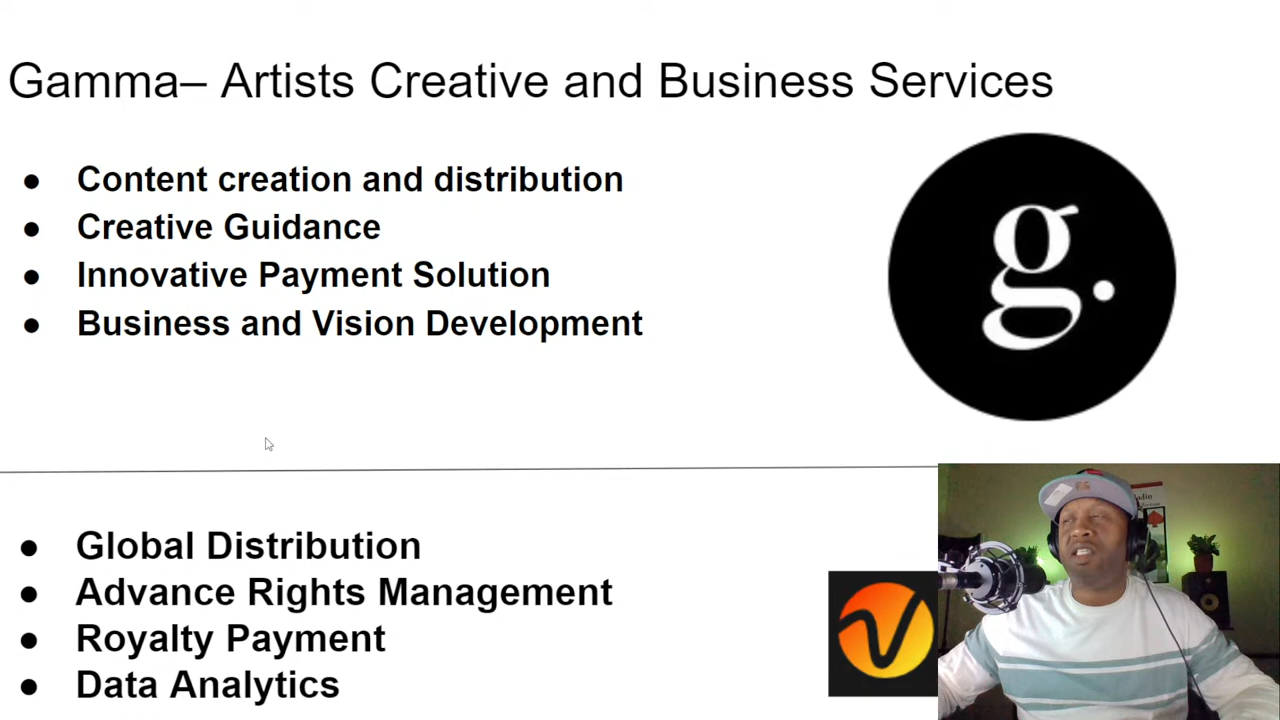 Gamma– Artists Creative and Business Services
● Content creation and distribution
● Creative Guidance
● Innovative Payment Solution
● Business and Vision Development
g.
● Global Distribution
● Advance Rights Management
● Royalty Payment
● Data Analytics
V